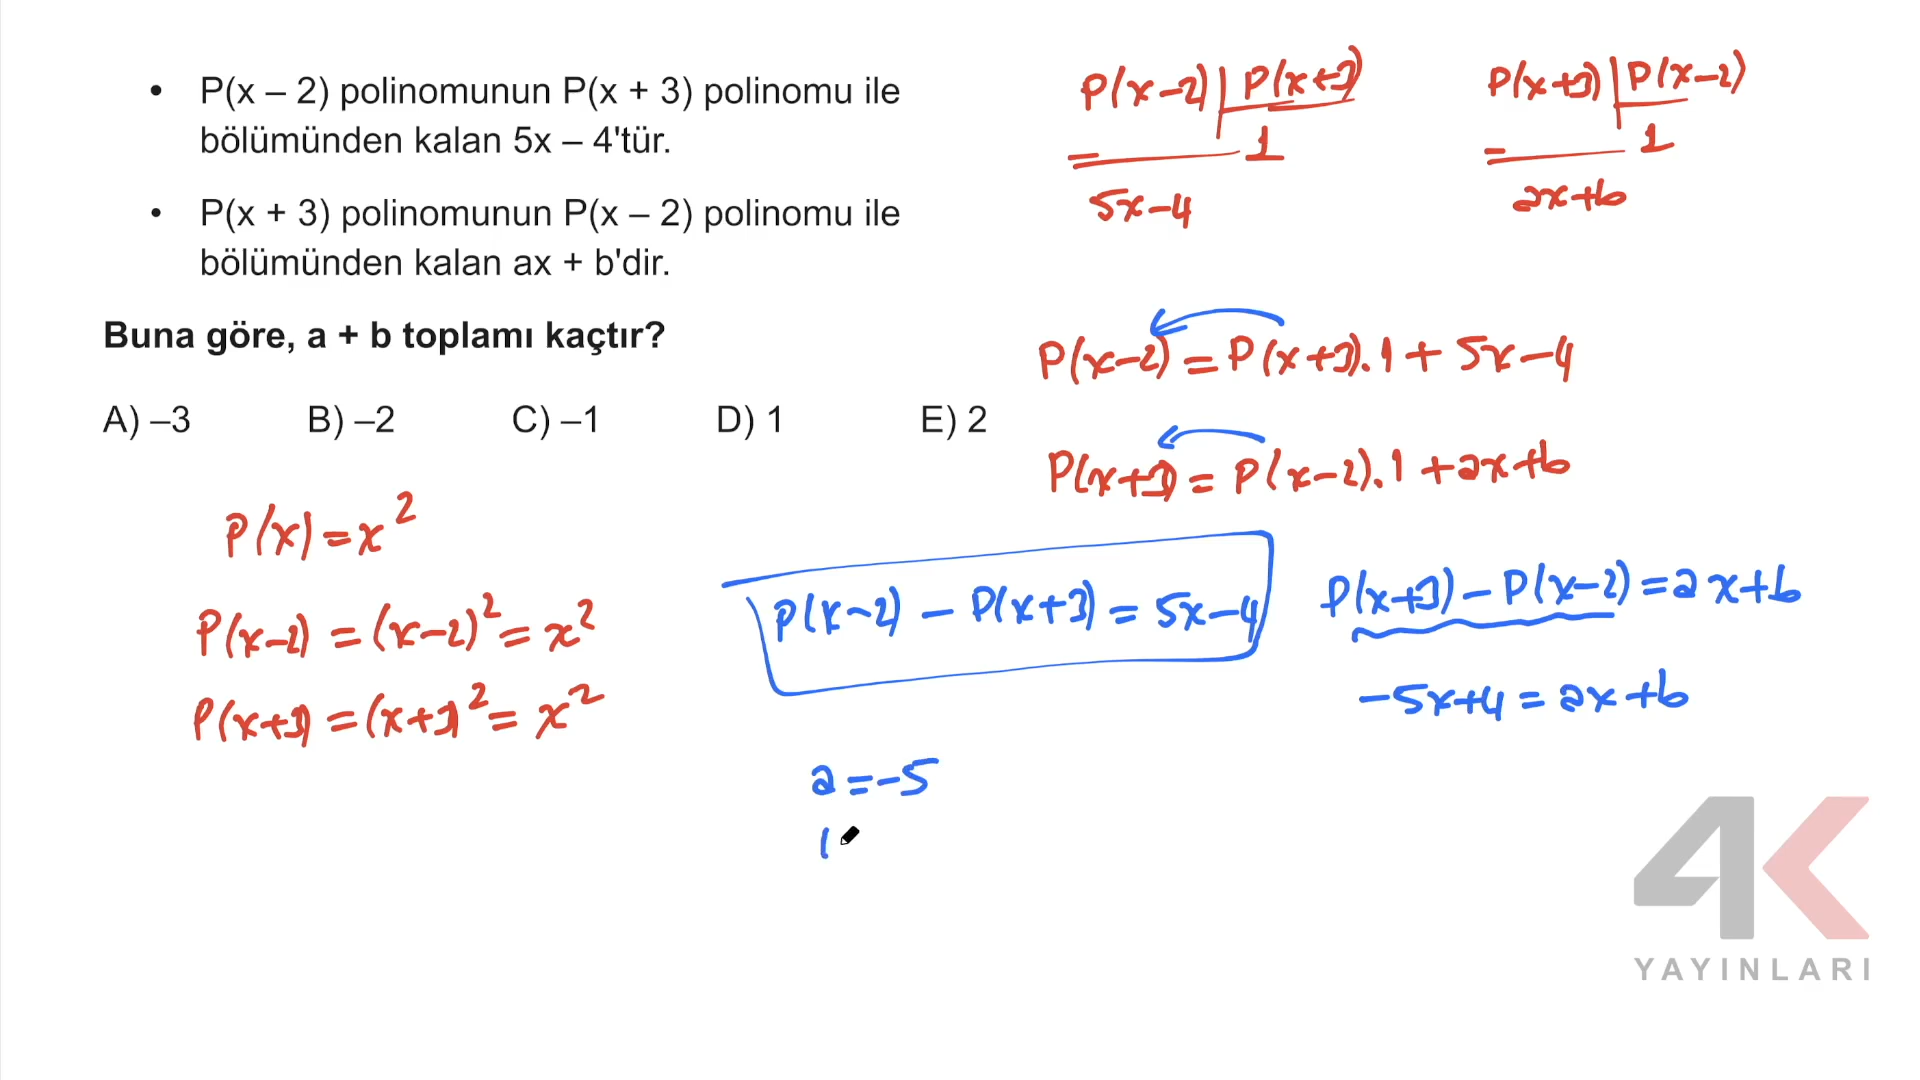 • P(x – 2) polinomunun P(x + 3) polinomu ile
bölümünden kalan 5x – 4'tür.
• P(x + 3) polinomunun P(x – 2) polinomu ile
bölümünden kalan ax + b'dir.
Buna göre, a + b toplamı kaçtır?
A) –3 B) –2 C) –1 D) 1 E) 2
P(x–2) | P(x+3)
1
5x–4
P(x+3) | P(x–2)
1
ax+b
P(x–2) = P(x+3).1 + 5x–4
P(x+3) = P(x–2).1 + ax+b
P(x) = x²
P(x–2) = (x–2)² = x²
P(x+3) = (x+3)² = x²
P(x–2) – P(x+3) = 5x–4
P(x+3) – P(x–2) = ax+b
–5x+4 = ax+b
a = –5
4K
YAYINLARI